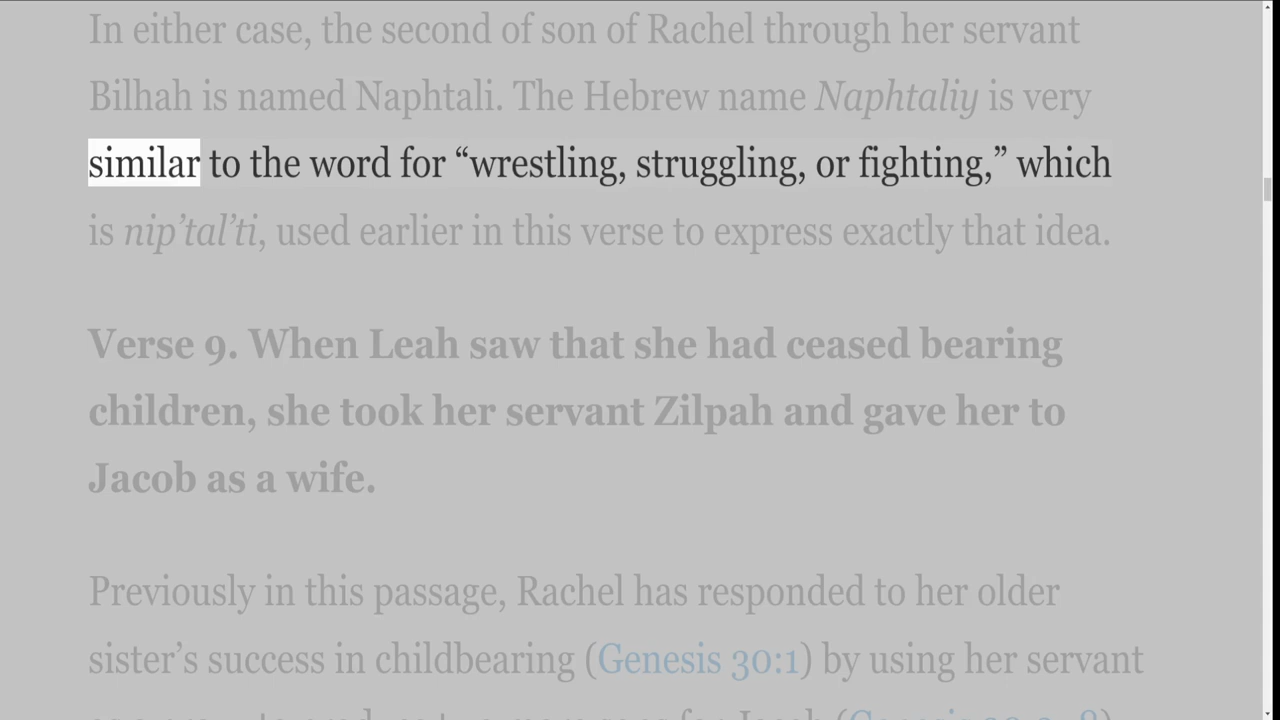 In either case, the second of son of Rachel through her servant
Bilhah is named Naphtali. The Hebrew name Naphtaliy is very
similar to the word for “wrestling, struggling, or fighting,” which
is nip’tal’ti, used earlier in this verse to express exactly that idea.
Verse 9. When Leah saw that she had ceased bearing
children, she took her servant Zilpah and gave her to
Jacob as a wife.
Previously in this passage, Rachel has responded to her older
sister’s success in childbearing (Genesis 30:1) by using her servant